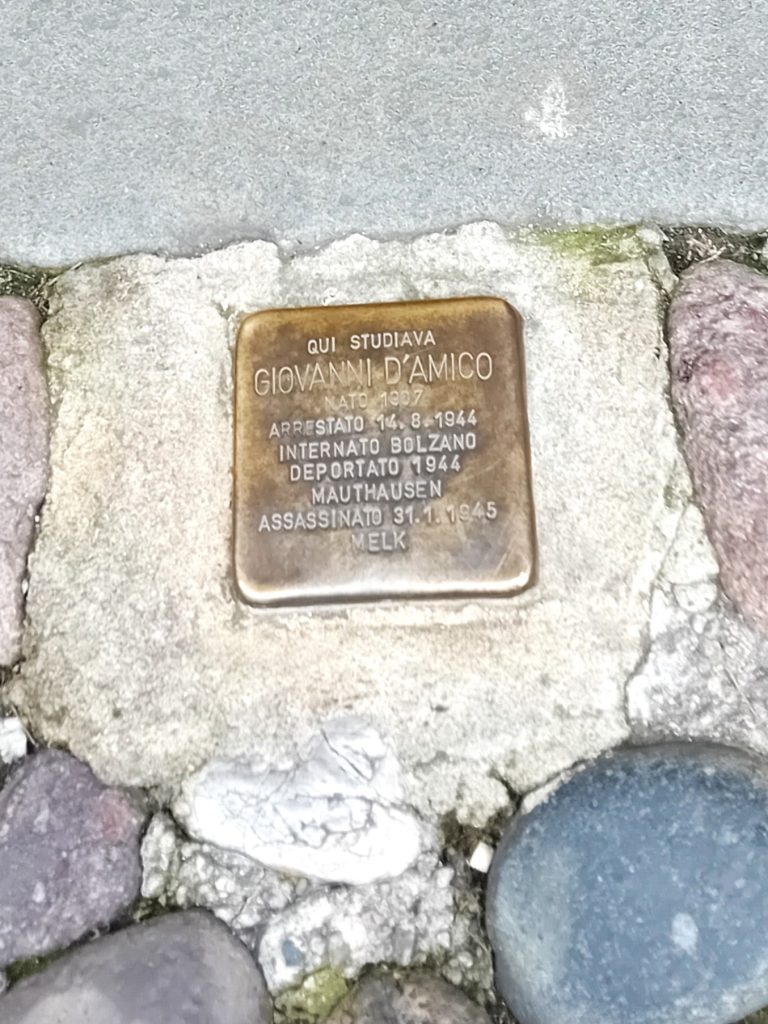 QUI STUDIAVA
GIOVANNI D'AMICO
NATO 1907
ARRESTATO 14.8.1944
INTERNATO BOLZANO
DEPORTATO 1944
MAUTHAUSEN
ASSASSINATO 31.1.1945
MELK